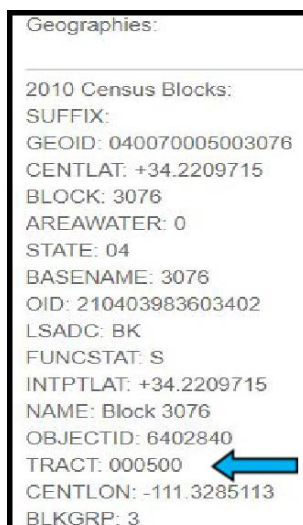 Geographies:
2010 Census Blocks:
SUFFIX:
GEOID: 040070005003076
CENTLAT: +34.2209715
BLOCK: 3076
AREAWATER: 0
STATE: 04
BASENAME: 3076
OID: 210403983603402
LSADC: BK
FUNCSTAT: S
INTPTLAT: +34.2209715
NAME: Block 3076
OBJECTID: 6402840
TRACT: 000500
CENTLON: -111.3285113
BLKGRP: 3